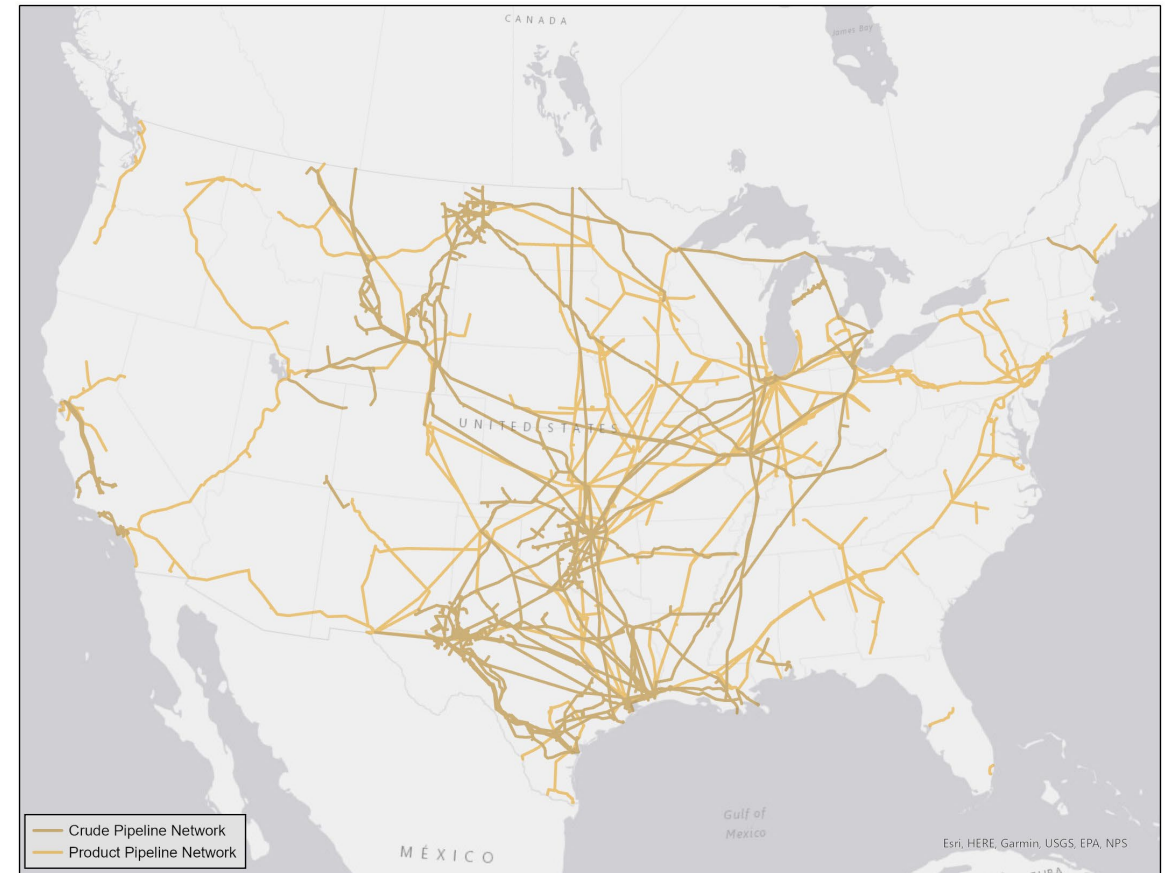 CANADA
James Bay
UNITED STATES
Gulf of
Mexico
Crude Pipeline Network
Product Pipeline Network
MÉXICO
Esri, HERE, Garmin, USGS, EPA, NPS